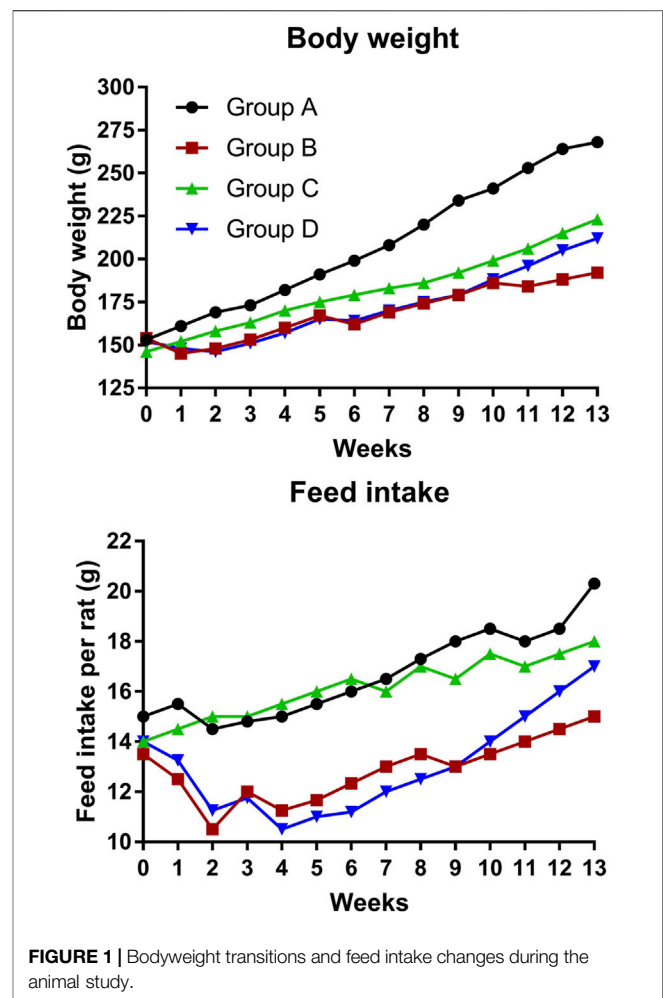 Body weight
300
275
250
225
200
175
150
125
Body weight (g)
Group A
Group B
Group C
Group D
0 1 2 3 4 5 6 7 8 9 10 11 12 13
Weeks
Feed intake
22
20
18
16
14
12
10
Feed intake per rat (g)
0 1 2 3 4 5 6 7 8 9 10 11 12 13
Weeks
FIGURE 1 | Bodyweight transitions and feed intake changes during the
animal study.